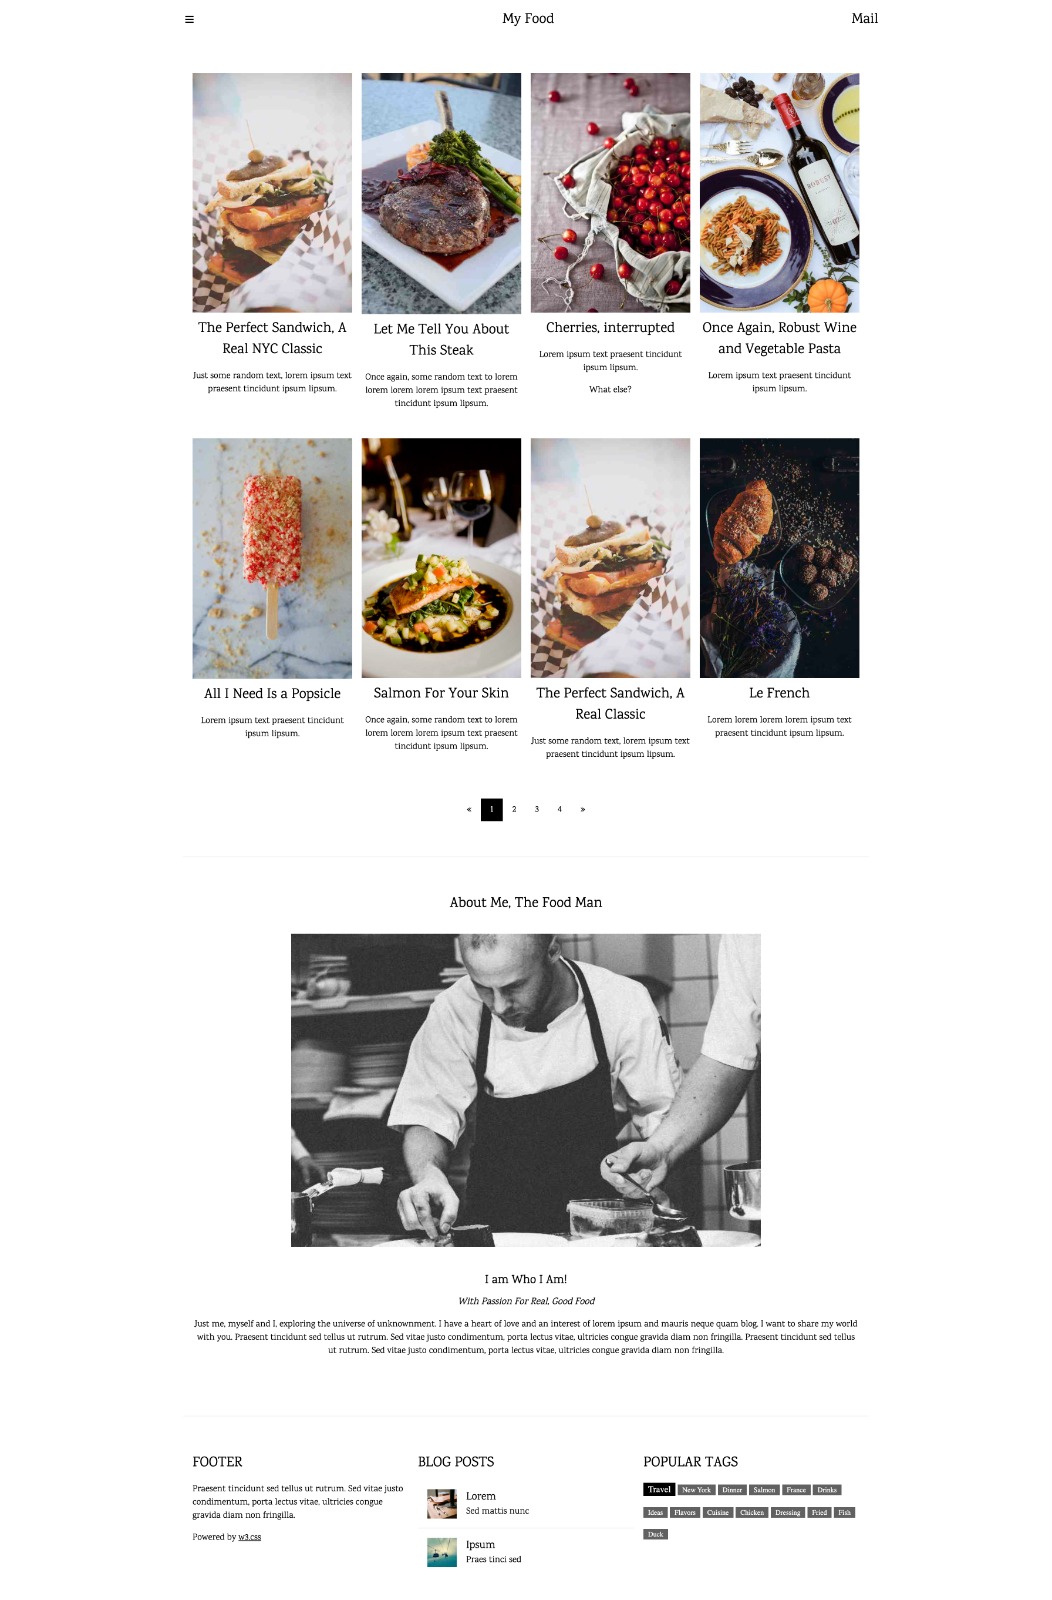 ☰ My Food Mail
The Perfect Sandwich, A
Real NYC Classic
Just some random text, lorem ipsum text
praesent tincidunt ipsum lipsum.
Let Me Tell You About
This Steak
Once again, some random text to lorem
lorem lorem lorem ipsum text praesent
tincidunt ipsum lipsum.
Cherries, interrupted
Lorem ipsum text praesent tincidunt
ipsum lipsum.
What else?
ROBUST
Once Again, Robust Wine
and Vegetable Pasta
Lorem ipsum text praesent tincidunt
ipsum lipsum.
All I Need Is a Popsicle
Lorem ipsum text praesent tincidunt
ipsum lipsum.
Salmon For Your Skin
Once again, some random text to lorem
lorem lorem lorem ipsum text praesent
tincidunt ipsum lipsum.
The Perfect Sandwich, A
Real Classic
Just some random text, lorem ipsum text
praesent tincidunt ipsum lipsum.
Le French
Lorem lorem lorem lorem ipsum text
praesent tincidunt ipsum lipsum.
« 1 2 3 4 »
About Me, The Food Man
I am Who I Am!
With Passion For Real, Good Food
Just me, myself and I, exploring the universe of unknownment. I have a heart of love and an interest of lorem ipsum and mauris neque quam blog. I want to share my world
with you. Praesent tincidunt sed tellus ut rutrum. Sed vitae justo condimentum, porta lectus vitae, ultricies congue gravida diam non fringilla. Praesent tincidunt sed tellus
ut rutrum. Sed vitae justo condimentum, porta lectus vitae, ultricies congue gravida diam non fringilla.
FOOTER
Praesent tincidunt sed tellus ut rutrum. Sed vitae justo
condimentum, porta lectus vitae, ultricies congue
gravida diam non fringilla.
Powered by w3.css
BLOG POSTS
Lorem
Sed mattis nunc
Ipsum
Praes tinci sed
POPULAR TAGS
Travel New York Dinner Salmon France Drinks
Ideas Flavors Cuisine Chicken Dressing Fried Fish
Duck